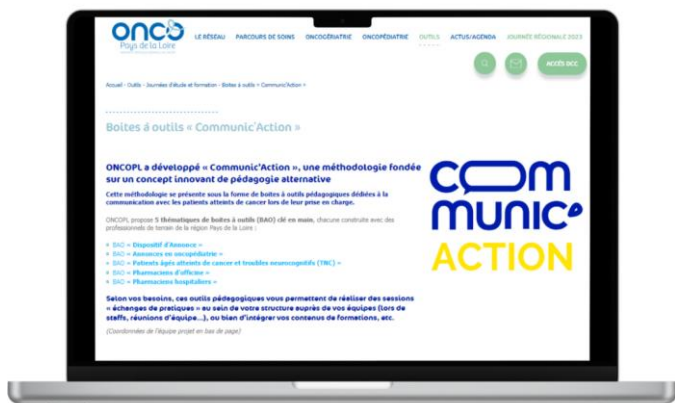 ONCO
Pays de la Loire
LE RÉSEAU PARCOURS DE SOINS ONCOGÉRIATRIE ONCOPÉDIATRIE OUTILS ACTUS/AGENDA JOURNÉE RÉGIONALE 2023
ACCÈS DCC
Accueil - Outils - Journées d'étude et formation - Boites à outils « Communic'Action »
Boîtes à outils « Communic'Action »
ONCOPL a développé « Communic'Action », une méthodologie fondée
sur un concept innovant de pédagogie alternative
Cette méthodologie se présente sous la forme de boites à outils pédagogiques dédiées à la
communication avec les patients atteints de cancer lors de leur prise en charge.
ONCOPL propose 5 thématiques de boites à outils (BAO) clé en main, chacune construite avec des
professionnels de terrain de la région Pays de la Loire :
BAO « Dispositif d'Annonce »
BAO « Annonces en oncopédiatrie »
BAO « Patients âgés atteints de cancer et troubles neurocognitifs (TNC) »
BAO « Pharmaciens d'officine »
BAO « Pharmaciens hospitaliers »
Selon vos besoins, ces outils pédagogiques vous permettent de réaliser des sessions
« échanges de pratiques » au sein de votre structure auprès de vos équipes (lors de
staffs, réunions d'équipe...), ou bien d'intégrer vos contenus de formations, etc.
(Coordonnées de l'équipe projet en bas de page)
COM
MUNIC'
ACTION